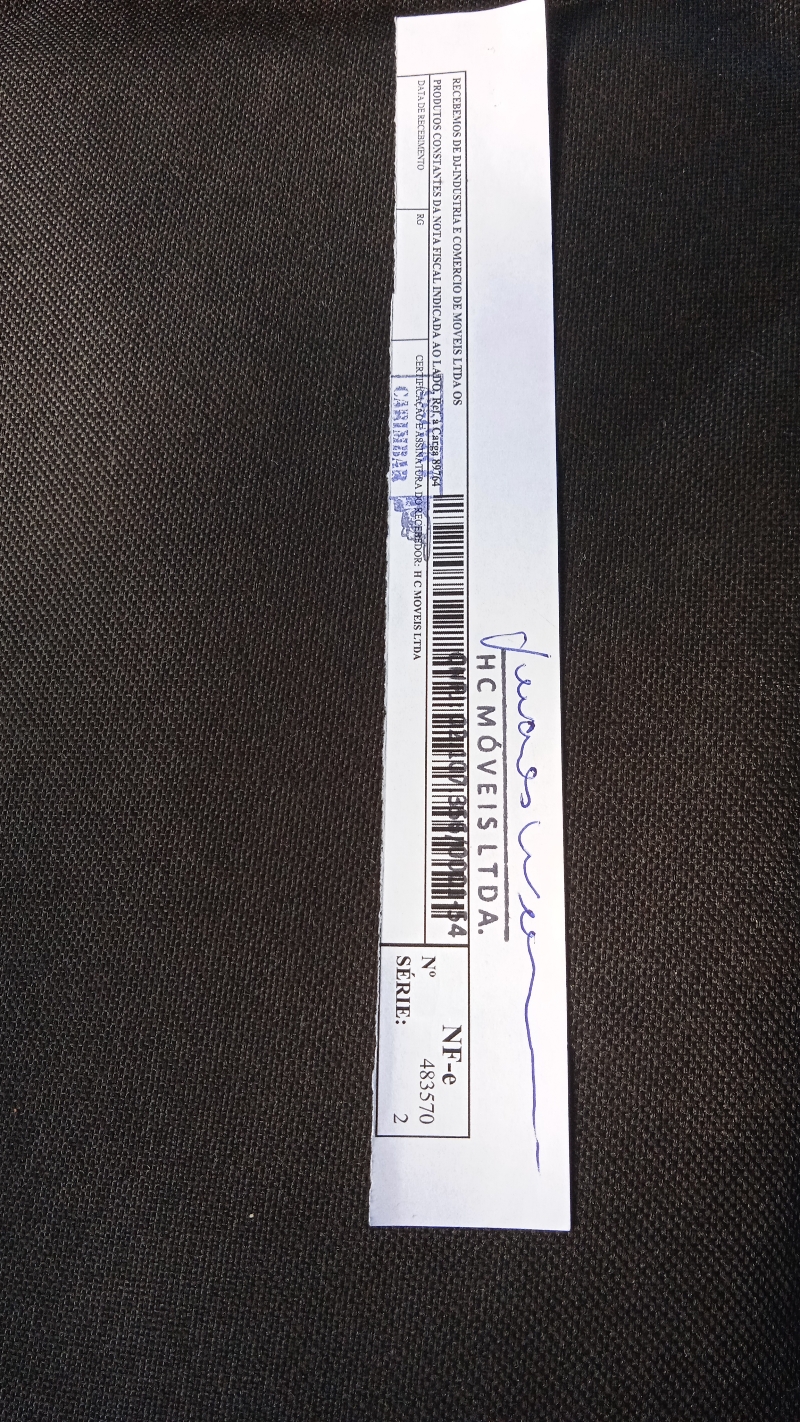 RECEBEMOS DE DJ-INDUSTRIA E COMERCIO DE MOVEIS LTDA OS
PRODUTOS CONSTANTES DA NOTA FISCAL INDICADA AO LADO, Ref. a Carga 89764
DATA DE RECEBIMENTO
RG
CERTIFICAÇÃO E ASSINATURA DO RECEBEDOR: H C MOVEIS LTDA
HC MÓVEIS LTDA.
NF-e
Nº 483570
SÉRIE: 2